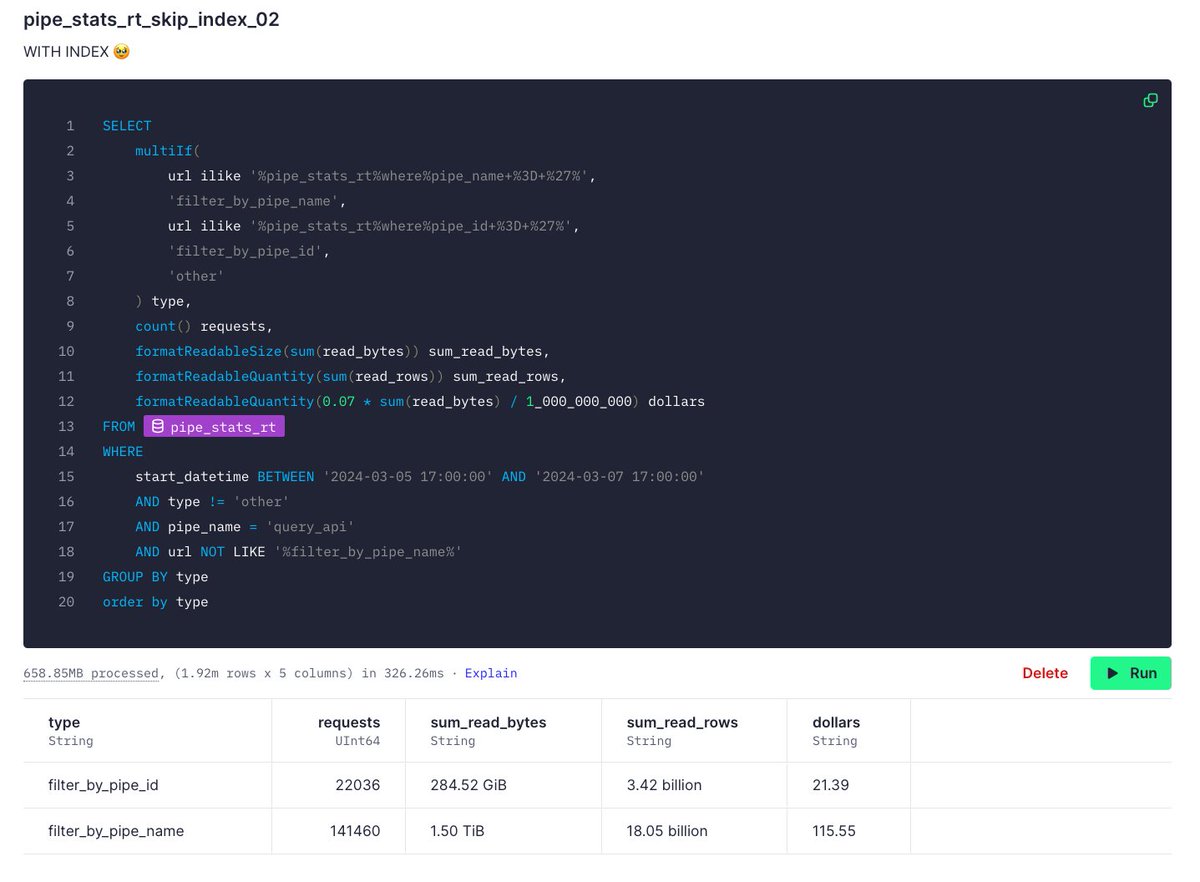 pipe_stats_rt_skip_index_02
WITH INDEX 🥹
1 SELECT
2 multiIf(
3 url ilike '%pipe_stats_rt%where%pipe_name+%3D+%27%',
4 'filter_by_pipe_name',
5 url ilike '%pipe_stats_rt%where%pipe_id+%3D+%27%',
6 'filter_by_pipe_id',
7 'other'
8 ) type,
9 count() requests,
10 formatReadableSize(sum(read_bytes)) sum_read_bytes,
11 formatReadableQuantity(sum(read_rows)) sum_read_rows,
12 formatReadableQuantity(0.07 * sum(read_bytes) / 1_000_000_000) dollars
13 FROM pipe_stats_rt
14 WHERE
15 start_datetime BETWEEN '2024-03-05 17:00:00' AND '2024-03-07 17:00:00'
16 AND type != 'other'
17 AND pipe_name = 'query_api'
18 AND url NOT LIKE '%filter_by_pipe_name%'
19 GROUP BY type
20 order by type
658.85MB processed, (1.92m rows x 5 columns) in 326.26ms · Explain Delete Run
type requests sum_read_bytes sum_read_rows dollars
String UInt64 String String String
filter_by_pipe_id 22036 284.52 GiB 3.42 billion 21.39
filter_by_pipe_name 141460 1.50 TiB 18.05 billion 115.55